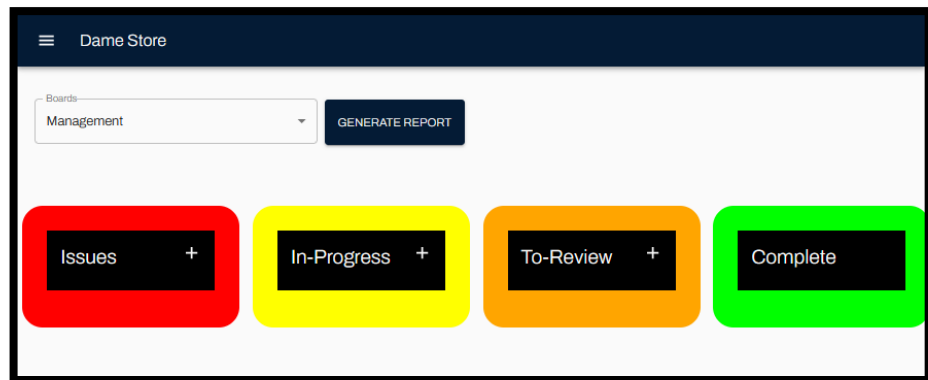 Dame Store
Boards
Management
GENERATE REPORT
Issues +
In-Progress +
To-Review +
Complete